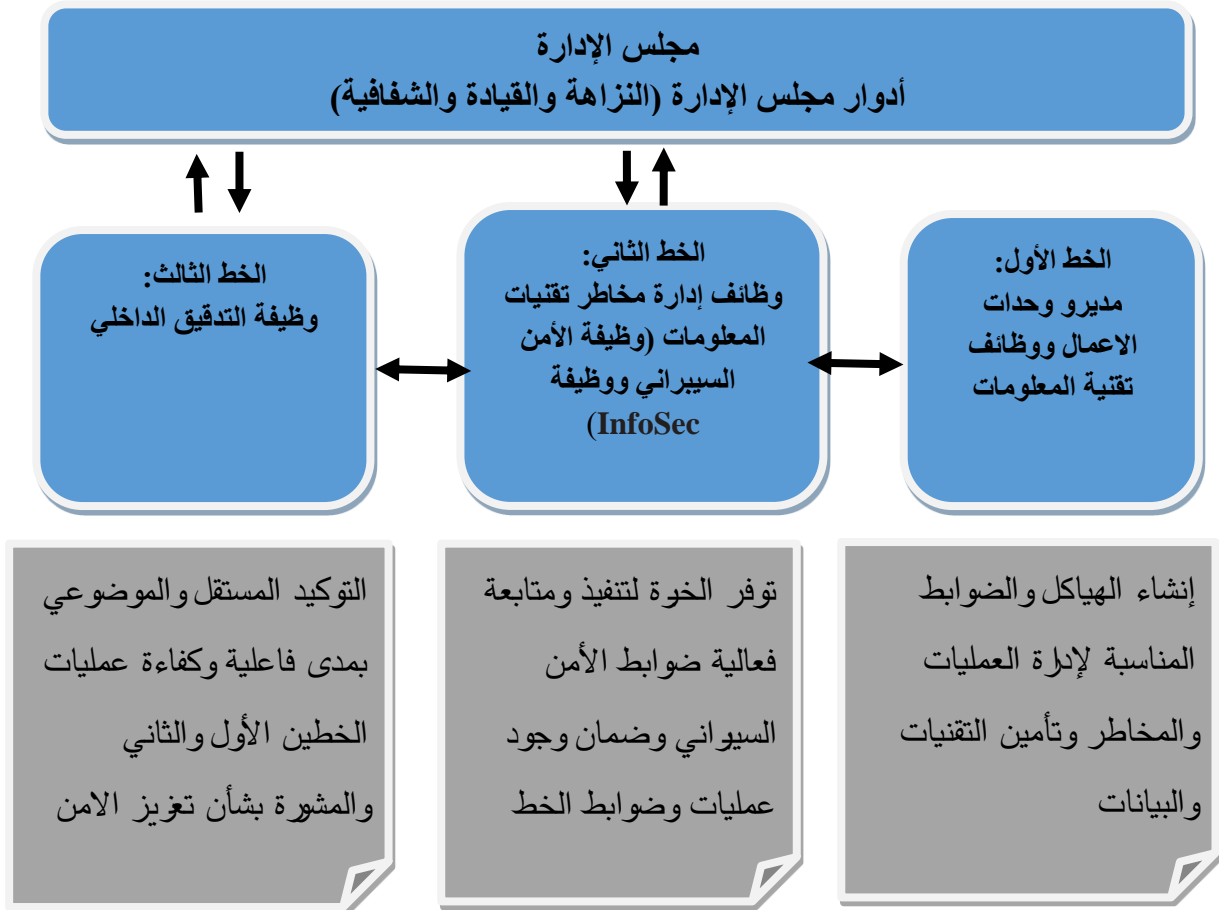 مجلس الإدارة
أدوار مجلس الإدارة (النزاهة والقيادة والشفافية)
الخط الأول:
مديرو وحدات
الاعمال ووظائف
تقنية المعلومات
الخط الثاني:
وظائف إدارة مخاطر تقنيات
المعلومات (وظيفة الأمن
السيبراني ووظيفة
InfoSec)
الخط الثالث:
وظيفة التدقيق الداخلي
إنشاء الهياكل والضوابط
المناسبة لإدارة العمليات
والمخاطر وتأمين التقنيات
والبيانات
توفر الخبرة لتنفيذ ومتابعة
فعالية ضوابط الأمن
السيبراني وضمان وجود
عمليات وضوابط الخط
التوكيد المستقل والموضوعي
بمدى فاعلية وكفاءة عمليات
الخطين الأول والثاني
والمشورة بشأن تعزيز الامن